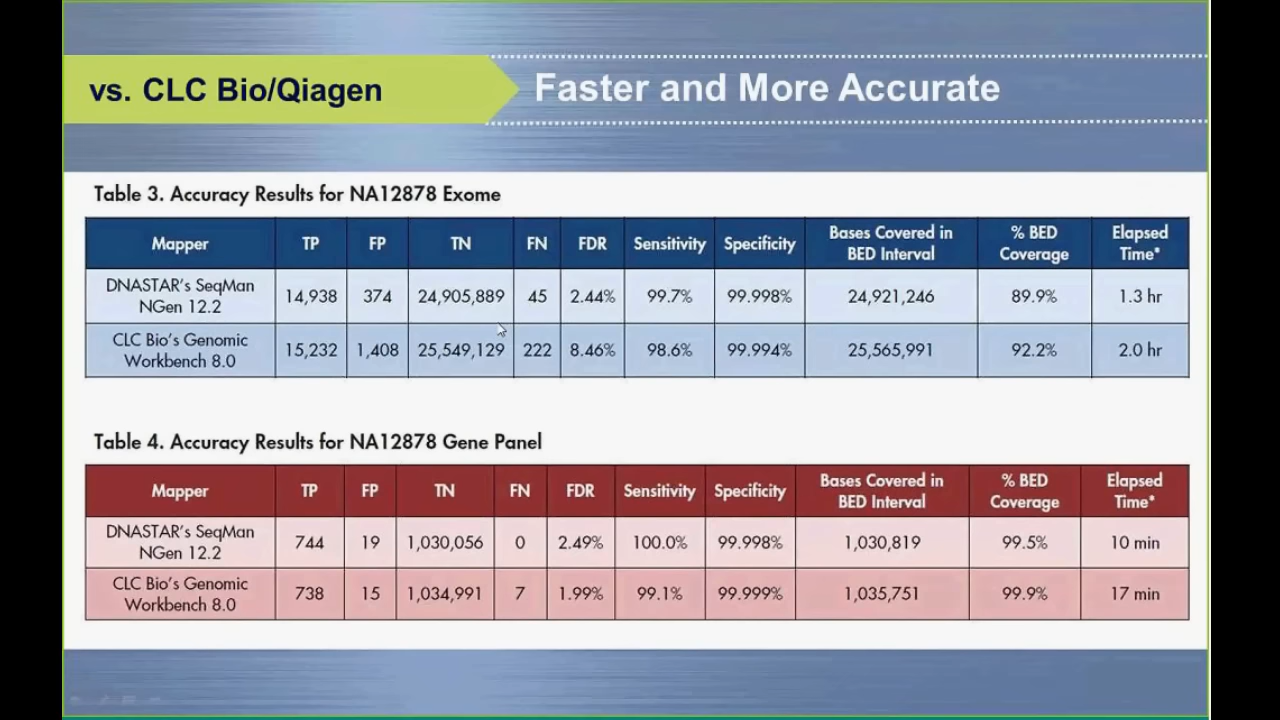 vs. CLC Bio/Qiagen Faster and More Accurate
Table 3. Accuracy Results for NA12878 Exome
Mapper TP FP TN FN FDR Sensitivity Specificity Bases Covered in BED Interval % BED Coverage Elapsed Time*
DNASTAR's SeqMan NGen 12.2 14,938 374 24,905,889 45 2.44% 99.7% 99.998% 24,921,246 89.9% 1.3 hr
CLC Bio's Genomic Workbench 8.0 15,232 1,408 25,549,129 222 8.46% 98.6% 99.994% 25,565,991 92.2% 2.0 hr
Table 4. Accuracy Results for NA12878 Gene Panel
Mapper TP FP TN FN FDR Sensitivity Specificity Bases Covered in BED Interval % BED Coverage Elapsed Time*
DNASTAR's SeqMan NGen 12.2 744 19 1,030,056 0 2.49% 100.0% 99.998% 1,030,819 99.5% 10 min
CLC Bio's Genomic Workbench 8.0 738 15 1,034,991 7 1.99% 99.1% 99.999% 1,035,751 99.9% 17 min